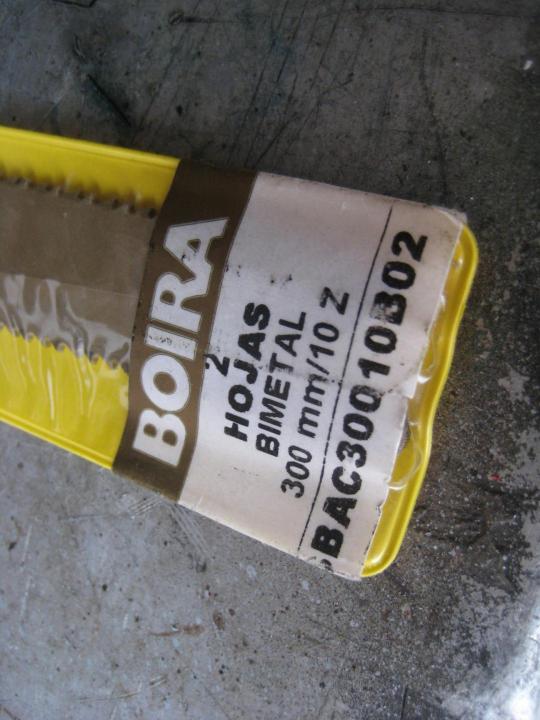 BOIRA
2
HOJAS
BIMETAL
300 mm/10 Z
BAC30010B02